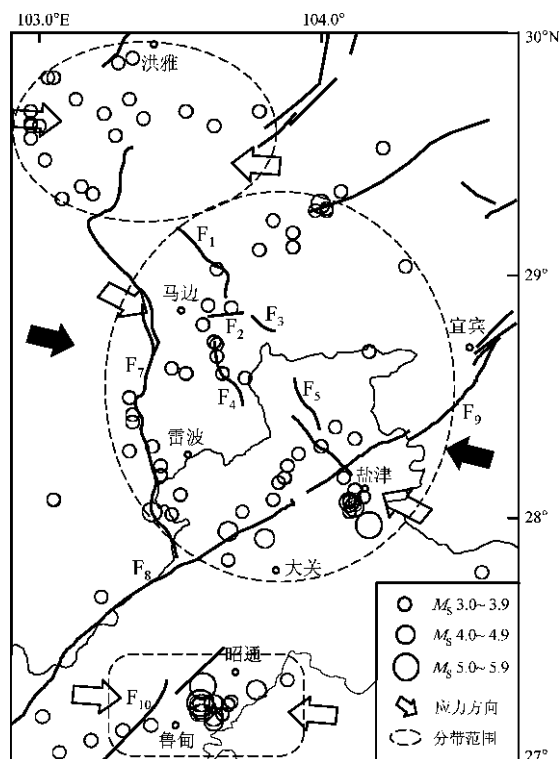 103.0°
104.0°
30°N
洪雅
29°
F1
马边
F2
F3
宜宾
F7
F4
F5
F9
雷波
盐津
28°
大关
F8
昭通
F10
鲁甸
27°
MS 3.0~3.9
MS 4.0~4.9
MS 5.0~5.9
应力方向
分带范围